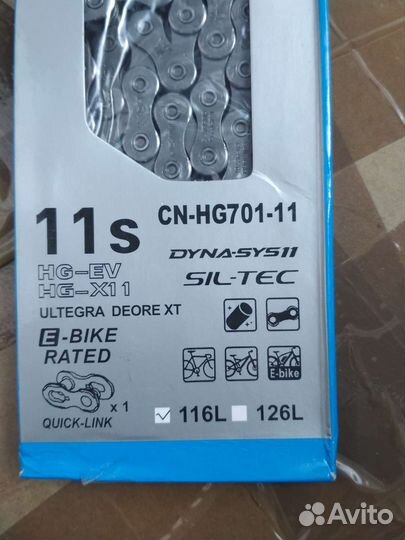 11s
CN-HG701-11
DYNA-SYS11
SIL-TEC
HG-EV
HG-X11
ULTEGRA DEORE XT
E-BIKE
RATED
E-bike
x 1
QUICK-LINK
116L 126L
Avito